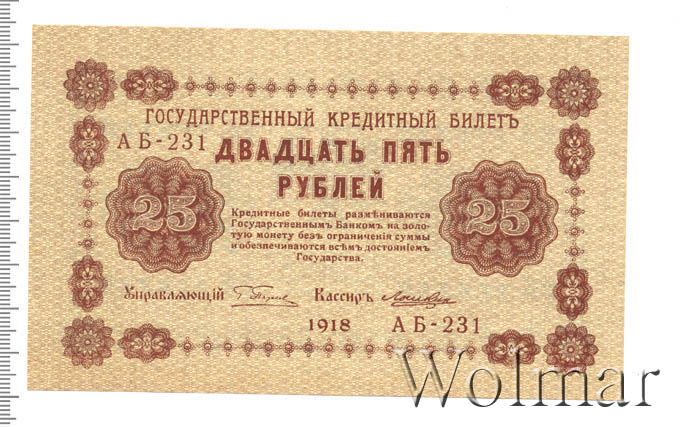 ГОСУДАРСТВЕННЫЙ КРЕДИТНЫЙ БИЛЕТЪ
АБ-231
ДВАДЦАТЬ ПЯТЬ
РУБЛЕЙ
25
25
Кредитные билеты размѣниваются
Государственнымъ Банкомъ на золо-
тую монету безъ ограниченія суммы
и обезпечиваются всѣмъ достояніемъ
Государства.
Управляющій
Кассиръ
1918 АБ-231
Wolmar